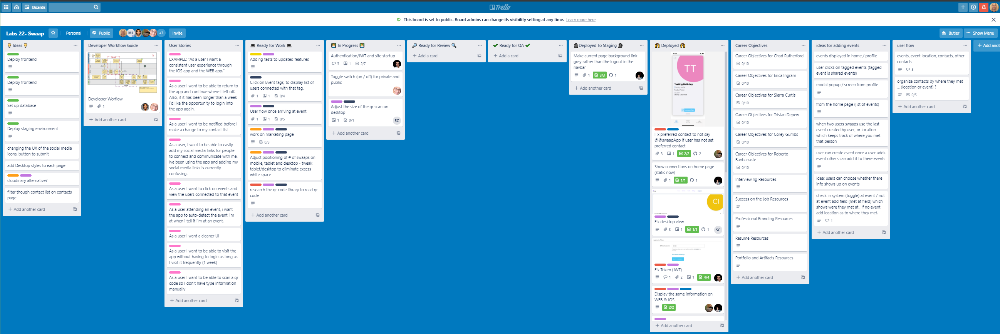 Boards
Trello
This board is set to public. Board admins can change its visibility setting at any time. Learn more here
Labs 22- Swaap
Personal
Public
MJ
+3
Invite
Butler
Show Menu
Ideas
Deploy frontend
Deploy frontend
Set up database
Deploy staging environment
changing the UX of the social media
icons, button to submit
add Desktop styles to each page
cloudinary alternative?
filter though contact list on contacts
page
Add another card
Developer Workflow Guide
Developer Worflow
1
Add another card
User Stories
EXAMPLE: "As a user I want a
consistent user experience through
the IOS app and the WEB app."
As a user I want to be able to return to
the app and continue where I left off.
Also, if it has been longer than a week
i'd like the opportunity to login into
the app again.
As a user I want to be notified before I
make a change to my contact list
As a user, I want to be able to easily
add my social media links for people
to connect and communicate with me.
Ive been using the app and adding my
social media links is currently
confusing.
As a user I want to click on events and
view the users connected to that event
As a user attending an event, i want
the app to auto-detect the event i'm
at when i tell it i'm at an event.
As a user I want a cleaner UI
As a user I want to be able to visit the
app without having to login as long as
I visit it frequently (1 week)
As a user I want to be able to scan a qr
code so I don't have type information
manually
Add another card
Ready for Work
Adding tests to updated features
Click on Event tags, to display list of
users connected with that tag.
1 1 0/4
User flow once arriving at event
1 1 0/5
work on marketing page
0/3
Adjust positioning of # of swaaps on
mobile, tablet and desktop - tweak
tablet/desktop to eliminate excess
white space
research the qr code library to read qr
code
Add another card
In Progress
Authentication/JWT and site startup
3 1 2/7
Toggle switch (on / off) for private and
public
Adjust the size of the qr scan on
desktop
1 0/1
SC
Add another card
Ready for Review
Add a card
Ready for QA
Add a card
Deployed To Staging
Make current page background link
grey rather than the logout in the
navbar
1 3/3 1
Add another card
Deployed
TT
Testing Birthday
Fix preferred contact to not say
@@swaapApp if user has not set
preferred contact
3 1 2/2 2
Show connections on home page
(static now)
1 1/1 1
CI
Fix desktop view
3 1 1/1 1
SC
Fix Token (JWT)
1 2 1 4/4
Display the same information on
WEB & IOS
2/2
Add another card
Career Objectives
Career Objectives for Chad Rutherford
0/10
Career Objectives for Erica Ingram
0/10
Career Objectives for Sierra Curtis
0/10
Career Objectives for Tristan Depew
0/10
Career Objectives for Corey Gumbs
0/10
Career Objectives for Roberto
Banbanaste
0/10
Interviewing Resources
Success on the Job Resources
Professional Branding Resources
Resume Resources
Portfolio and Artifacts Resources
Add another card
ideas for adding events
events displayed in home / profile
user clicks on tagged events (tagged
event is shared events)
modal popup / screen from profile
from the home page (list of events)
when two users swaaps use the last
event created by user, or location
which keeps track of where you met
that person
user can create event once a user adds
event others can add it to there events
idea: users can choose whether there
info shows up on events
check in system (toggle) at event / not
at event add field (met at field) which
shows were they met at , if no event
add location as to where they met.
1
Add another card
user flow
events, event location, contacts, other
contacts
3
organize contacts by where they met
... (location or event) ?
0/5
Add another card
Add anot